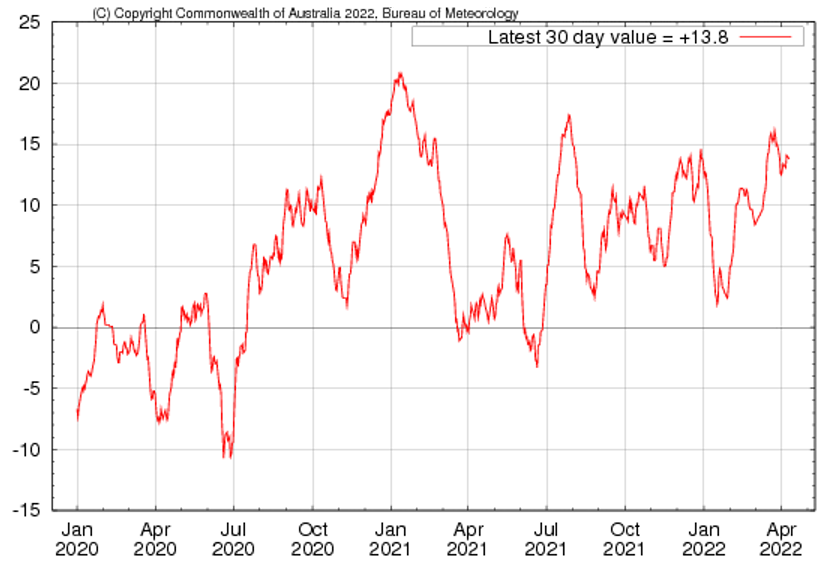 (C) Copyright Commonwealth of Australia 2022, Bureau of Meteorology
Latest 30 day value = +13.8
25
20
15
10
5
0
-5
-10
-15
Jan Apr Jul Oct Jan Apr Jul Oct Jan Apr
2020 2020 2020 2020 2021 2021 2021 2021 2022 2022